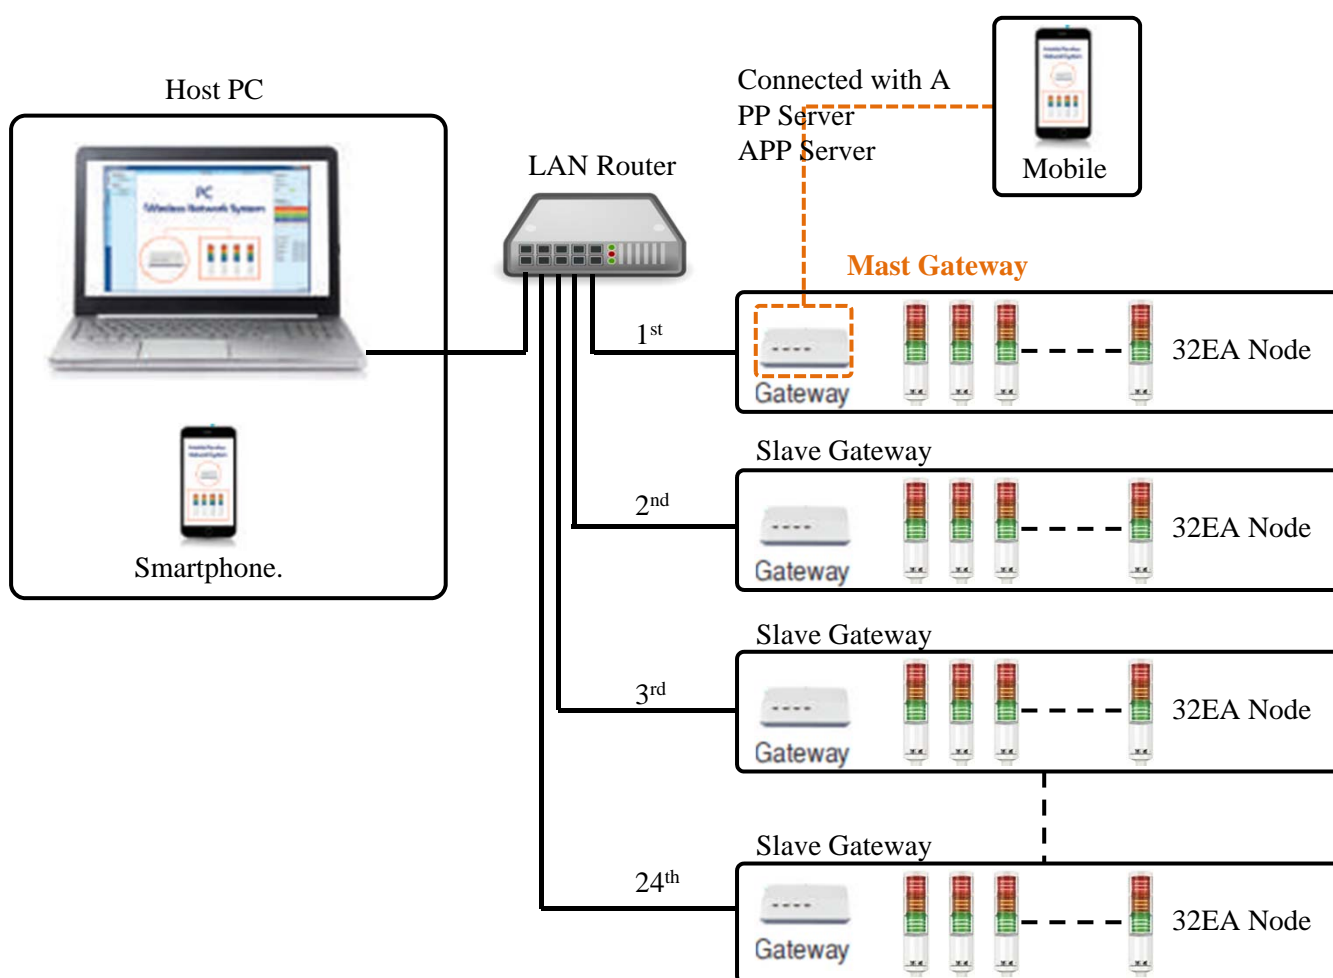 Host PC
PC
Wireless Network System
Smartphone.
LAN Router
Connected with A
PP Server
APP Server
Mobile
Mast Gateway
1st
Gateway
32EA Node
Slave Gateway
2nd
Gateway
32EA Node
Slave Gateway
3rd
Gateway
32EA Node
Slave Gateway
24th
Gateway
32EA Node